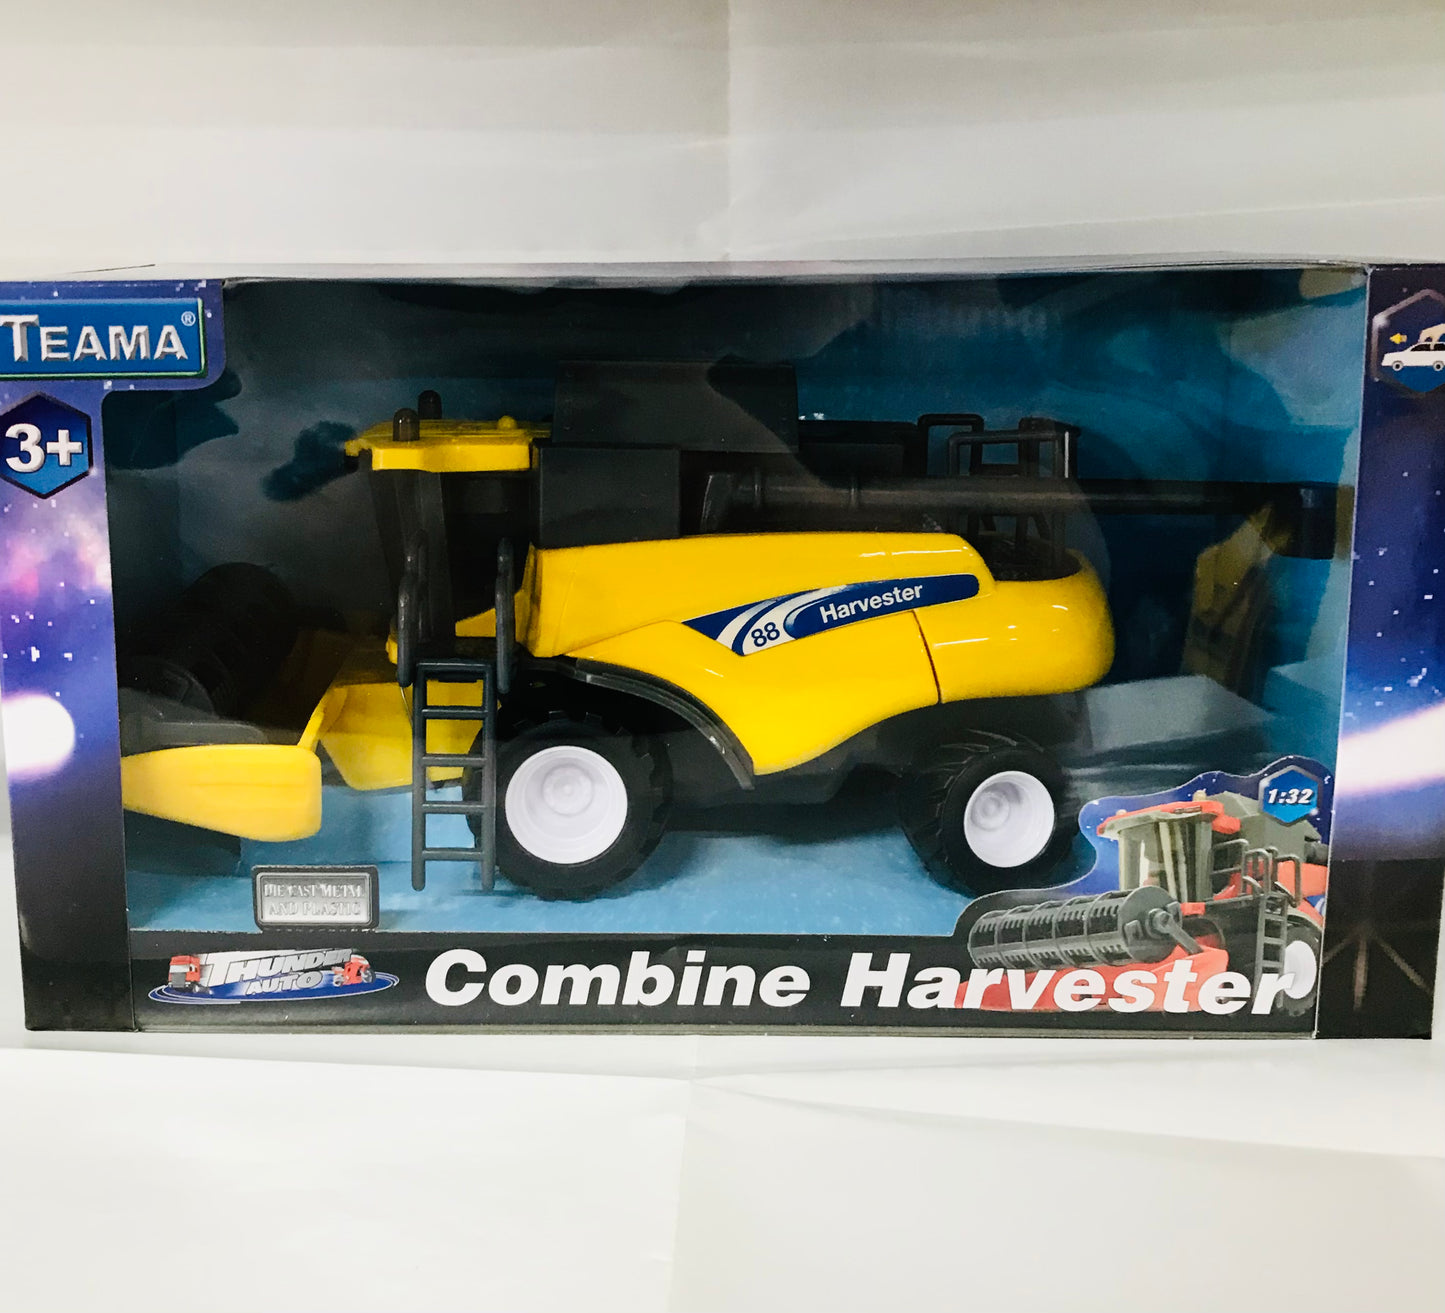 TEAMA®
3+
88 Harvester
1:32
DIE CAST METAL
AND PLASTIC
THUNDER
AUTO
Combine Harvester